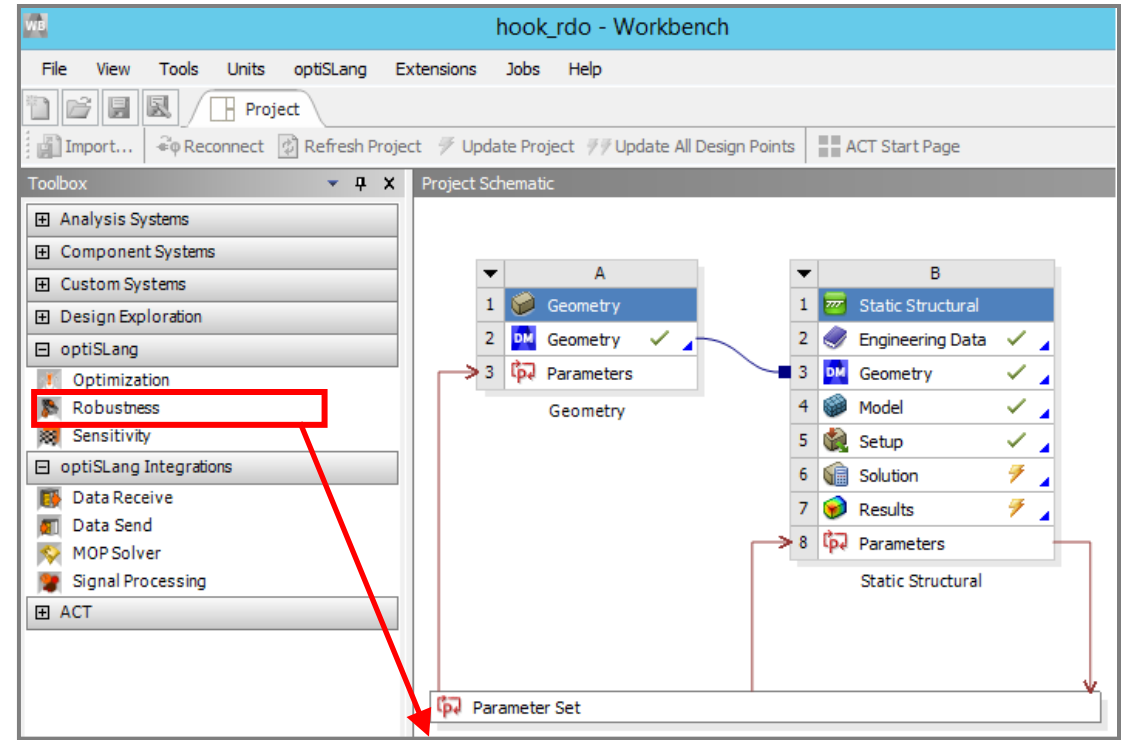 WB hook_rdo - Workbench
File View Tools Units optiSLang Extensions Jobs Help
Project
Import... Reconnect Refresh Project Update Project Update All Design Points ACT Start Page
Toolbox X
Project Schematic
Analysis Systems
Component Systems
Custom Systems
Design Exploration
optiSLang
Optimization
Robustness
Sensitivity
optiSLang Integrations
Data Receive
Data Send
MOP Solver
Signal Processing
ACT
A
1 Geometry
2 DM Geometry
3 Parameters
Geometry
B
1 Static Structural
2 Engineering Data
3 DM Geometry
4 Model
5 Setup
6 Solution
7 Results
8 Parameters
Static Structural
Parameter Set